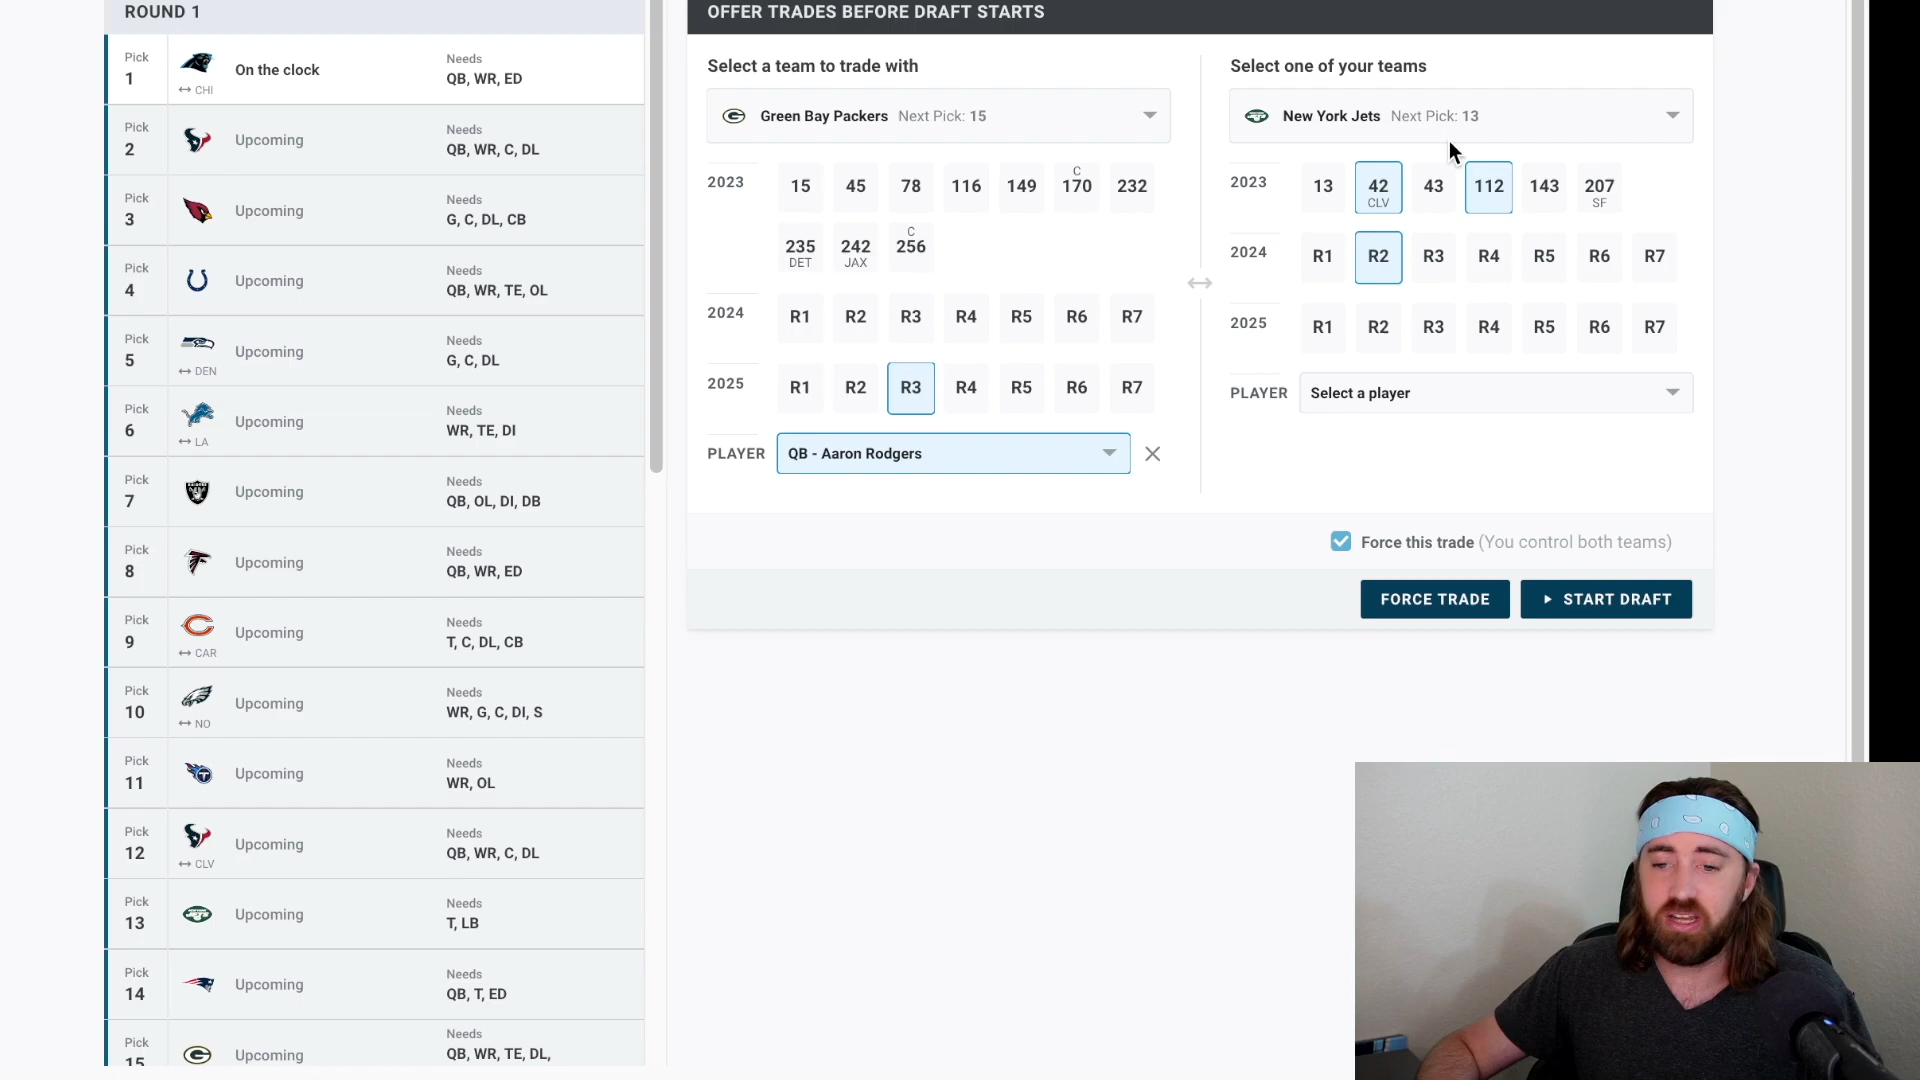 ROUND 1
Pick
1
↔ CHI
On the clock
Needs
QB, WR, ED
Pick
2
Upcoming
Needs
QB, WR, C, DL
Pick
3
Upcoming
Needs
G, C, DL, CB
Pick
4
Upcoming
Needs
QB, WR, TE, OL
Pick
5
↔ DEN
Upcoming
Needs
G, C, DL
Pick
6
↔ LA
Upcoming
Needs
WR, TE, DI
Pick
7
Upcoming
Needs
QB, OL, DI, DB
Pick
8
Upcoming
Needs
QB, WR, ED
Pick
9
↔ CAR
Upcoming
Needs
T, C, DL, CB
Pick
10
↔ NO
Upcoming
Needs
WR, G, C, DI, S
Pick
11
Upcoming
Needs
WR, OL
Pick
12
↔ CLV
Upcoming
Needs
QB, WR, C, DL
Pick
13
Upcoming
Needs
T, LB
Pick
14
Upcoming
Needs
QB, T, ED
Pick
15
Upcoming
Needs
QB, WR, TE, DL,
OFFER TRADES BEFORE DRAFT STARTS
Select a team to trade with
Green Bay Packers Next Pick: 15
2023
15 45 78 116 149 C 170 232
235 DET 242 JAX C 256
2024
R1 R2 R3 R4 R5 R6 R7
2025
R1 R2 R3 R4 R5 R6 R7
PLAYER QB - Aaron Rodgers
Select one of your teams
New York Jets Next Pick: 13
2023
13 42 CLV 43 112 143 207 SF
2024
R1 R2 R3 R4 R5 R6 R7
2025
R1 R2 R3 R4 R5 R6 R7
PLAYER Select a player
Force this trade (You control both teams)
FORCE TRADE
START DRAFT